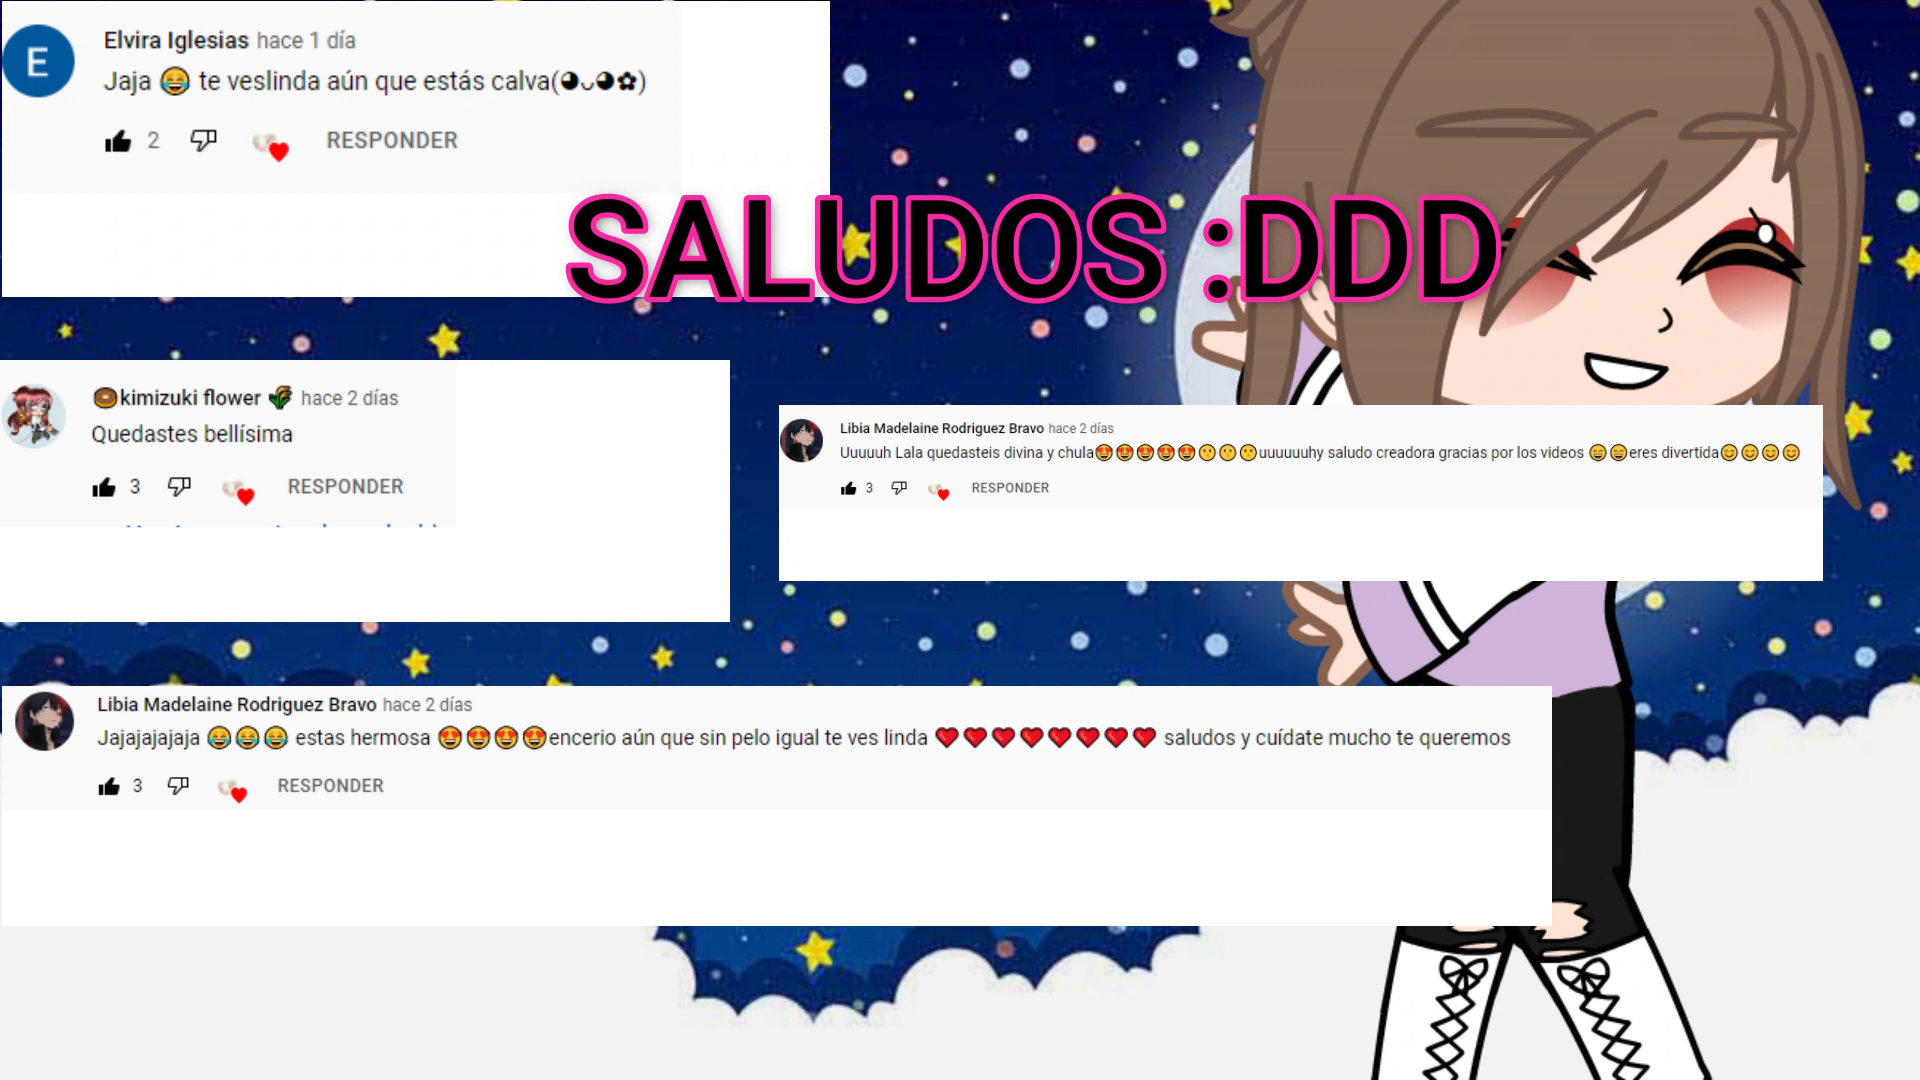 E
Elvira Iglesias hace 1 día
Jaja 😂 te veslinda aún que estás calva(◕ᴗ◕✿)
2 RESPONDER
SALUDOS :DDD
🍩kimizuki flower 🌾 hace 2 días
Quedastes bellísima
3 RESPONDER
Libia Madelaine Rodriguez Bravo hace 2 días
Uuuuuh Lala quedasteis divina y chula😍😍😍😍😍😗😗😗uuuuuuhy saludo creadora gracias por los videos 😄😄eres divertida😊😊😊😊
3 RESPONDER
Libia Madelaine Rodriguez Bravo hace 2 días
Jajajajajaja 😂😂😂 estas hermosa 😍😍😍😍encerio aún que sin pelo igual te ves linda ❤❤❤❤❤❤❤❤ saludos y cuídate mucho te queremos
3 RESPONDER